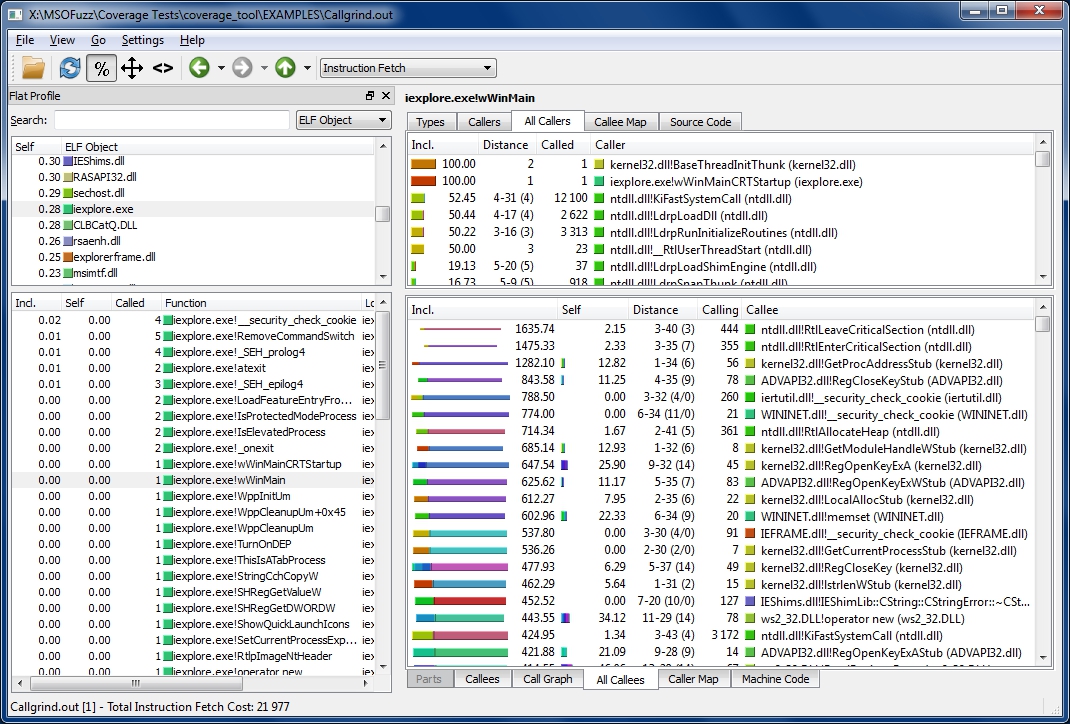 X:\MSOFuzz\Coverage Tests\coverage_tool\EXAMPLES\Callgrind.out
File View Go Settings Help
% <> Instruction Fetch
Flat Profile
Search: ELF Object
Self ELF Object
0.30 IEShims.dll
0.30 RASAPI32.dll
0.29 sechost.dll
0.28 iexplore.exe
0.28 CLBCatQ.DLL
0.26 rsaenh.dll
0.25 explorerframe.dll
0.23 msimtf.dll
Incl. Self Called Function Lo
0.02 0.00 4 iexplore.exe!__security_check_cookie iex
0.01 0.00 5 iexplore.exe!RemoveCommandSwitch iex
0.01 0.00 4 iexplore.exe!_SEH_prolog4 iex
0.01 0.00 2 iexplore.exe!atexit iex
0.01 0.00 3 iexplore.exe!_SEH_epilog4 iex
0.00 0.00 2 iexplore.exe!LoadFeatureEntryFro... iex
0.00 0.00 2 iexplore.exe!IsProtectedModeProcess iex
0.00 0.00 2 iexplore.exe!IsElevatedProcess iex
0.00 0.00 2 iexplore.exe!_onexit iex
0.00 0.00 1 iexplore.exe!wWinMainCRTStartup iex
0.00 0.00 1 iexplore.exe!wWinMain iex
0.00 0.00 1 iexplore.exe!WppInitUm iex
0.00 0.00 1 iexplore.exe!WppCleanupUm+0x45 iex
0.00 0.00 1 iexplore.exe!WppCleanupUm iex
0.00 0.00 1 iexplore.exe!TurnOnDEP iex
0.00 0.00 1 iexplore.exe!ThisIsATabProcess iex
0.00 0.00 1 iexplore.exe!StringCchCopyW iex
0.00 0.00 1 iexplore.exe!SHRegGetValueW iex
0.00 0.00 1 iexplore.exe!SHRegGetDWORDW iex
0.00 0.00 1 iexplore.exe!ShowQuickLaunchIcons iex
0.00 0.00 1 iexplore.exe!SetCurrentProcessExp... iex
0.00 0.00 1 iexplore.exe!RtlpImageNtHeader iex
0.00 0.00 1 iexplore.exe!operator new iex
iexplore.exe!wWinMain
Types Callers All Callers Callee Map Source Code
Incl. Distance Called Caller
100.00 2 1 kernel32.dll!BaseThreadInitThunk (kernel32.dll)
100.00 1 1 iexplore.exe!wWinMainCRTStartup (iexplore.exe)
52.45 4-31 (4) 12 100 ntdll.dll!KiFastSystemCall (ntdll.dll)
50.44 4-17 (4) 2 622 ntdll.dll!LdrpLoadDll (ntdll.dll)
50.22 3-16 (3) 3 313 ntdll.dll!LdrpRunInitializeRoutines (ntdll.dll)
50.00 3 23 ntdll.dll!__RtlUserThreadStart (ntdll.dll)
19.13 5-20 (5) 37 ntdll.dll!LdrpLoadShimEngine (ntdll.dll)
16.73 5-9 (5) 918 ntdll.dll!LdrpSnapThunk (ntdll.dll)
Incl. Self Distance Calling Callee
1635.74 2.15 3-40 (3) 444 ntdll.dll!RtlLeaveCriticalSection (ntdll.dll)
1475.33 2.33 3-35 (7) 355 ntdll.dll!RtlEnterCriticalSection (ntdll.dll)
1282.10 12.82 1-34 (6) 56 kernel32.dll!GetProcAddressStub (kernel32.dll)
843.58 11.25 4-35 (9) 78 ADVAPI32.dll!RegCloseKeyStub (ADVAPI32.dll)
788.50 0.00 3-32 (4/0) 260 iertutil.dll!__security_check_cookie (iertutil.dll)
774.00 0.00 6-34 (11/0) 21 WININET.dll!__security_check_cookie (WININET.dll)
714.34 1.67 2-41 (5) 361 ntdll.dll!RtlAllocateHeap (ntdll.dll)
685.14 12.93 1-32 (6) 8 kernel32.dll!GetModuleHandleWStub (kernel32.dll)
647.54 25.90 9-32 (14) 45 kernel32.dll!RegOpenKeyExA (kernel32.dll)
625.62 11.17 5-35 (7) 83 ADVAPI32.dll!RegOpenKeyExWStub (ADVAPI32.dll)
612.27 7.95 2-35 (6) 22 kernel32.dll!LocalAllocStub (kernel32.dll)
602.96 22.33 6-34 (9) 20 WININET.dll!memset (WININET.dll)
537.80 0.00 3-30 (4/0) 91 IEFRAME.dll!__security_check_cookie (IEFRAME.dll)
536.26 0.00 2-30 (2/0) 7 kernel32.dll!GetCurrentProcessStub (kernel32.dll)
477.93 6.29 5-37 (14) 49 kernel32.dll!RegCloseKey (kernel32.dll)
462.29 5.64 1-31 (2) 15 kernel32.dll!lstrlenWStub (kernel32.dll)
452.52 0.00 7-20 (10/0) 127 IEShims.dll!IEShimLib::CString::CStringError::~CSt...
443.55 34.12 11-29 (14) 78 ws2_32.DLL!operator new (ws2_32.DLL)
424.95 1.34 3-43 (4) 3 172 ntdll.dll!KiFastSystemCall (ntdll.dll)
421.88 21.09 9-28 (9) 14 ADVAPI32.dll!RegOpenKeyExAStub (ADVAPI32.dll)
Parts Callees Call Graph All Callees Caller Map Machine Code
Callgrind.out [1] - Total Instruction Fetch Cost: 21 977